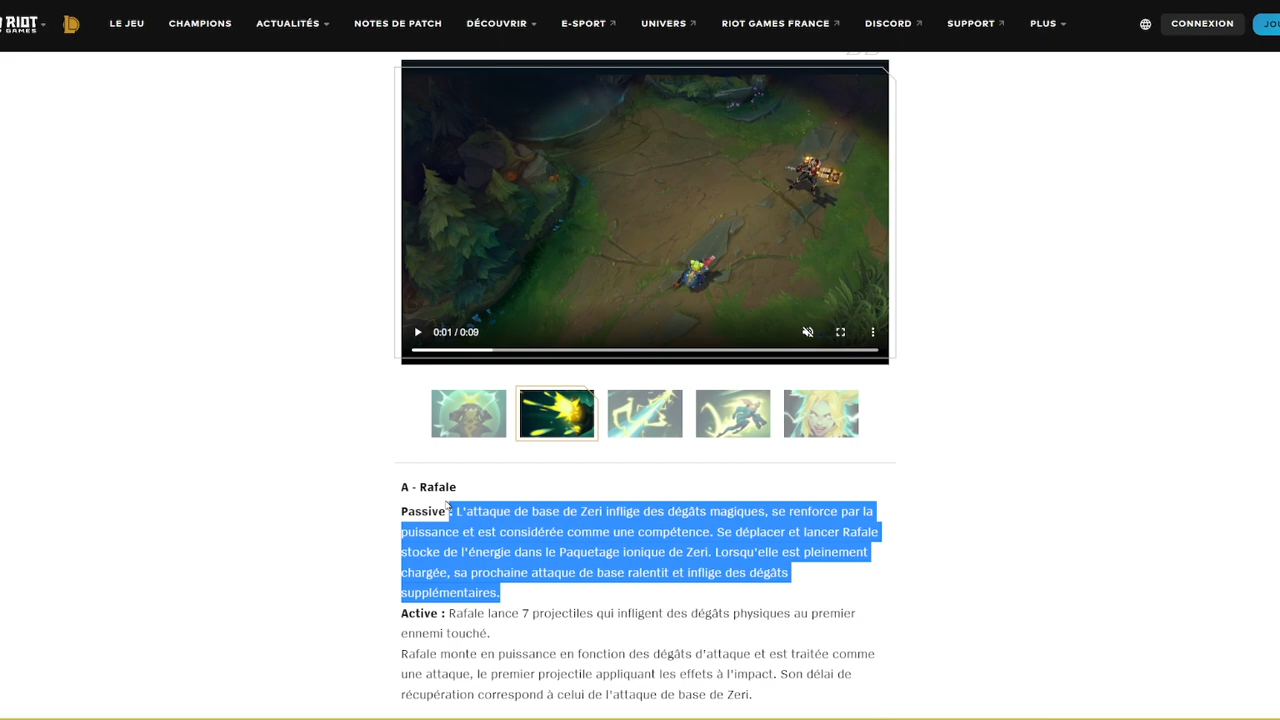 RIOT
GAMES
LE JEU
CHAMPIONS
ACTUALITÉS
NOTES DE PATCH
DÉCOUVRIR
E-SPORT
UNIVERS
RIOT GAMES FRANCE
DISCORD
SUPPORT
PLUS
CONNEXION
JOU
0:01 / 0:09
A - Rafale
Passive : L'attaque de base de Zeri inflige des dégâts magiques, se renforce par la
puissance et est considérée comme une compétence. Se déplacer et lancer Rafale
stocke de l'énergie dans le Paquetage ionique de Zeri. Lorsqu'elle est pleinement
chargée, sa prochaine attaque de base ralentit et inflige des dégâts
supplémentaires.
Active : Rafale lance 7 projectiles qui infligent des dégâts physiques au premier
ennemi touché.
Rafale monte en puissance en fonction des dégâts d'attaque et est traitée comme
une attaque, le premier projectile appliquant les effets à l'impact. Son délai de
récupération correspond à celui de l'attaque de base de Zeri.